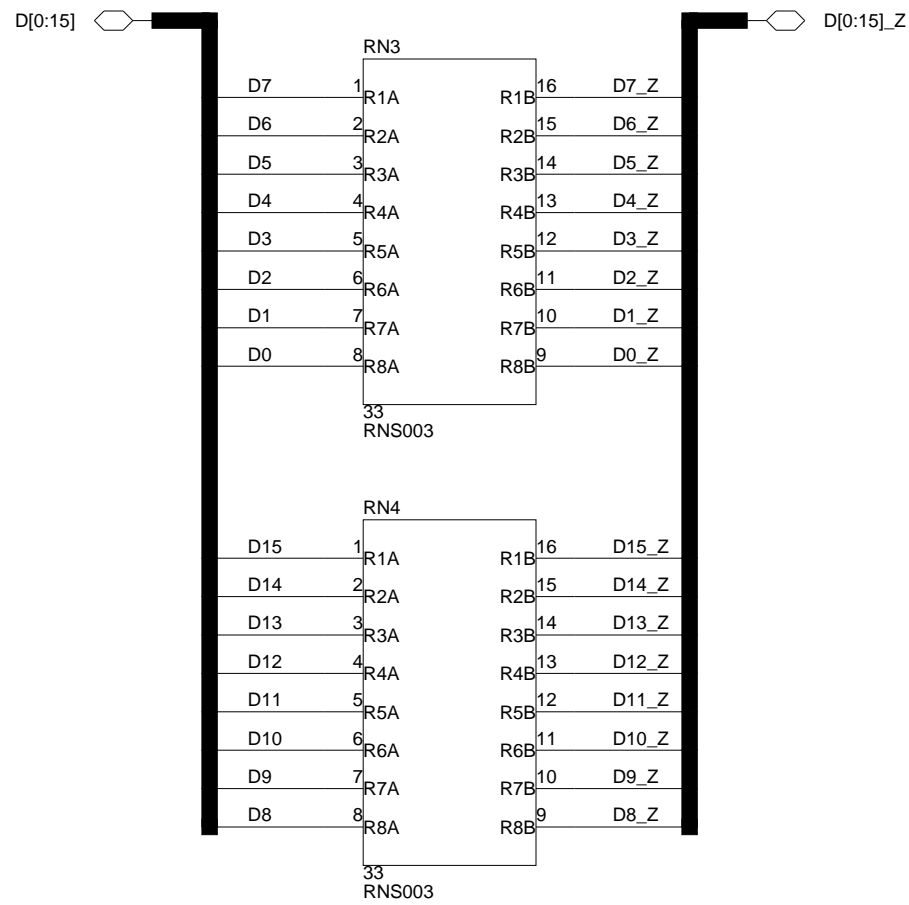 D[0:15] D[0:15]_Z
RN3
D7 1 R1A R1B 16 D7_Z
D6 2 R2A R2B 15 D6_Z
D5 3 R3A R3B 14 D5_Z
D4 4 R4A R4B 13 D4_Z
D3 5 R5A R5B 12 D3_Z
D2 6 R6A R6B 11 D2_Z
D1 7 R7A R7B 10 D1_Z
D0 8 R8A R8B 9 D0_Z
33
RNS003
RN4
D15 1 R1A R1B 16 D15_Z
D14 2 R2A R2B 15 D14_Z
D13 3 R3A R3B 14 D13_Z
D12 4 R4A R4B 13 D12_Z
D11 5 R5A R5B 12 D11_Z
D10 6 R6A R6B 11 D10_Z
D9 7 R7A R7B 10 D9_Z
D8 8 R8A R8B 9 D8_Z
33
RNS003